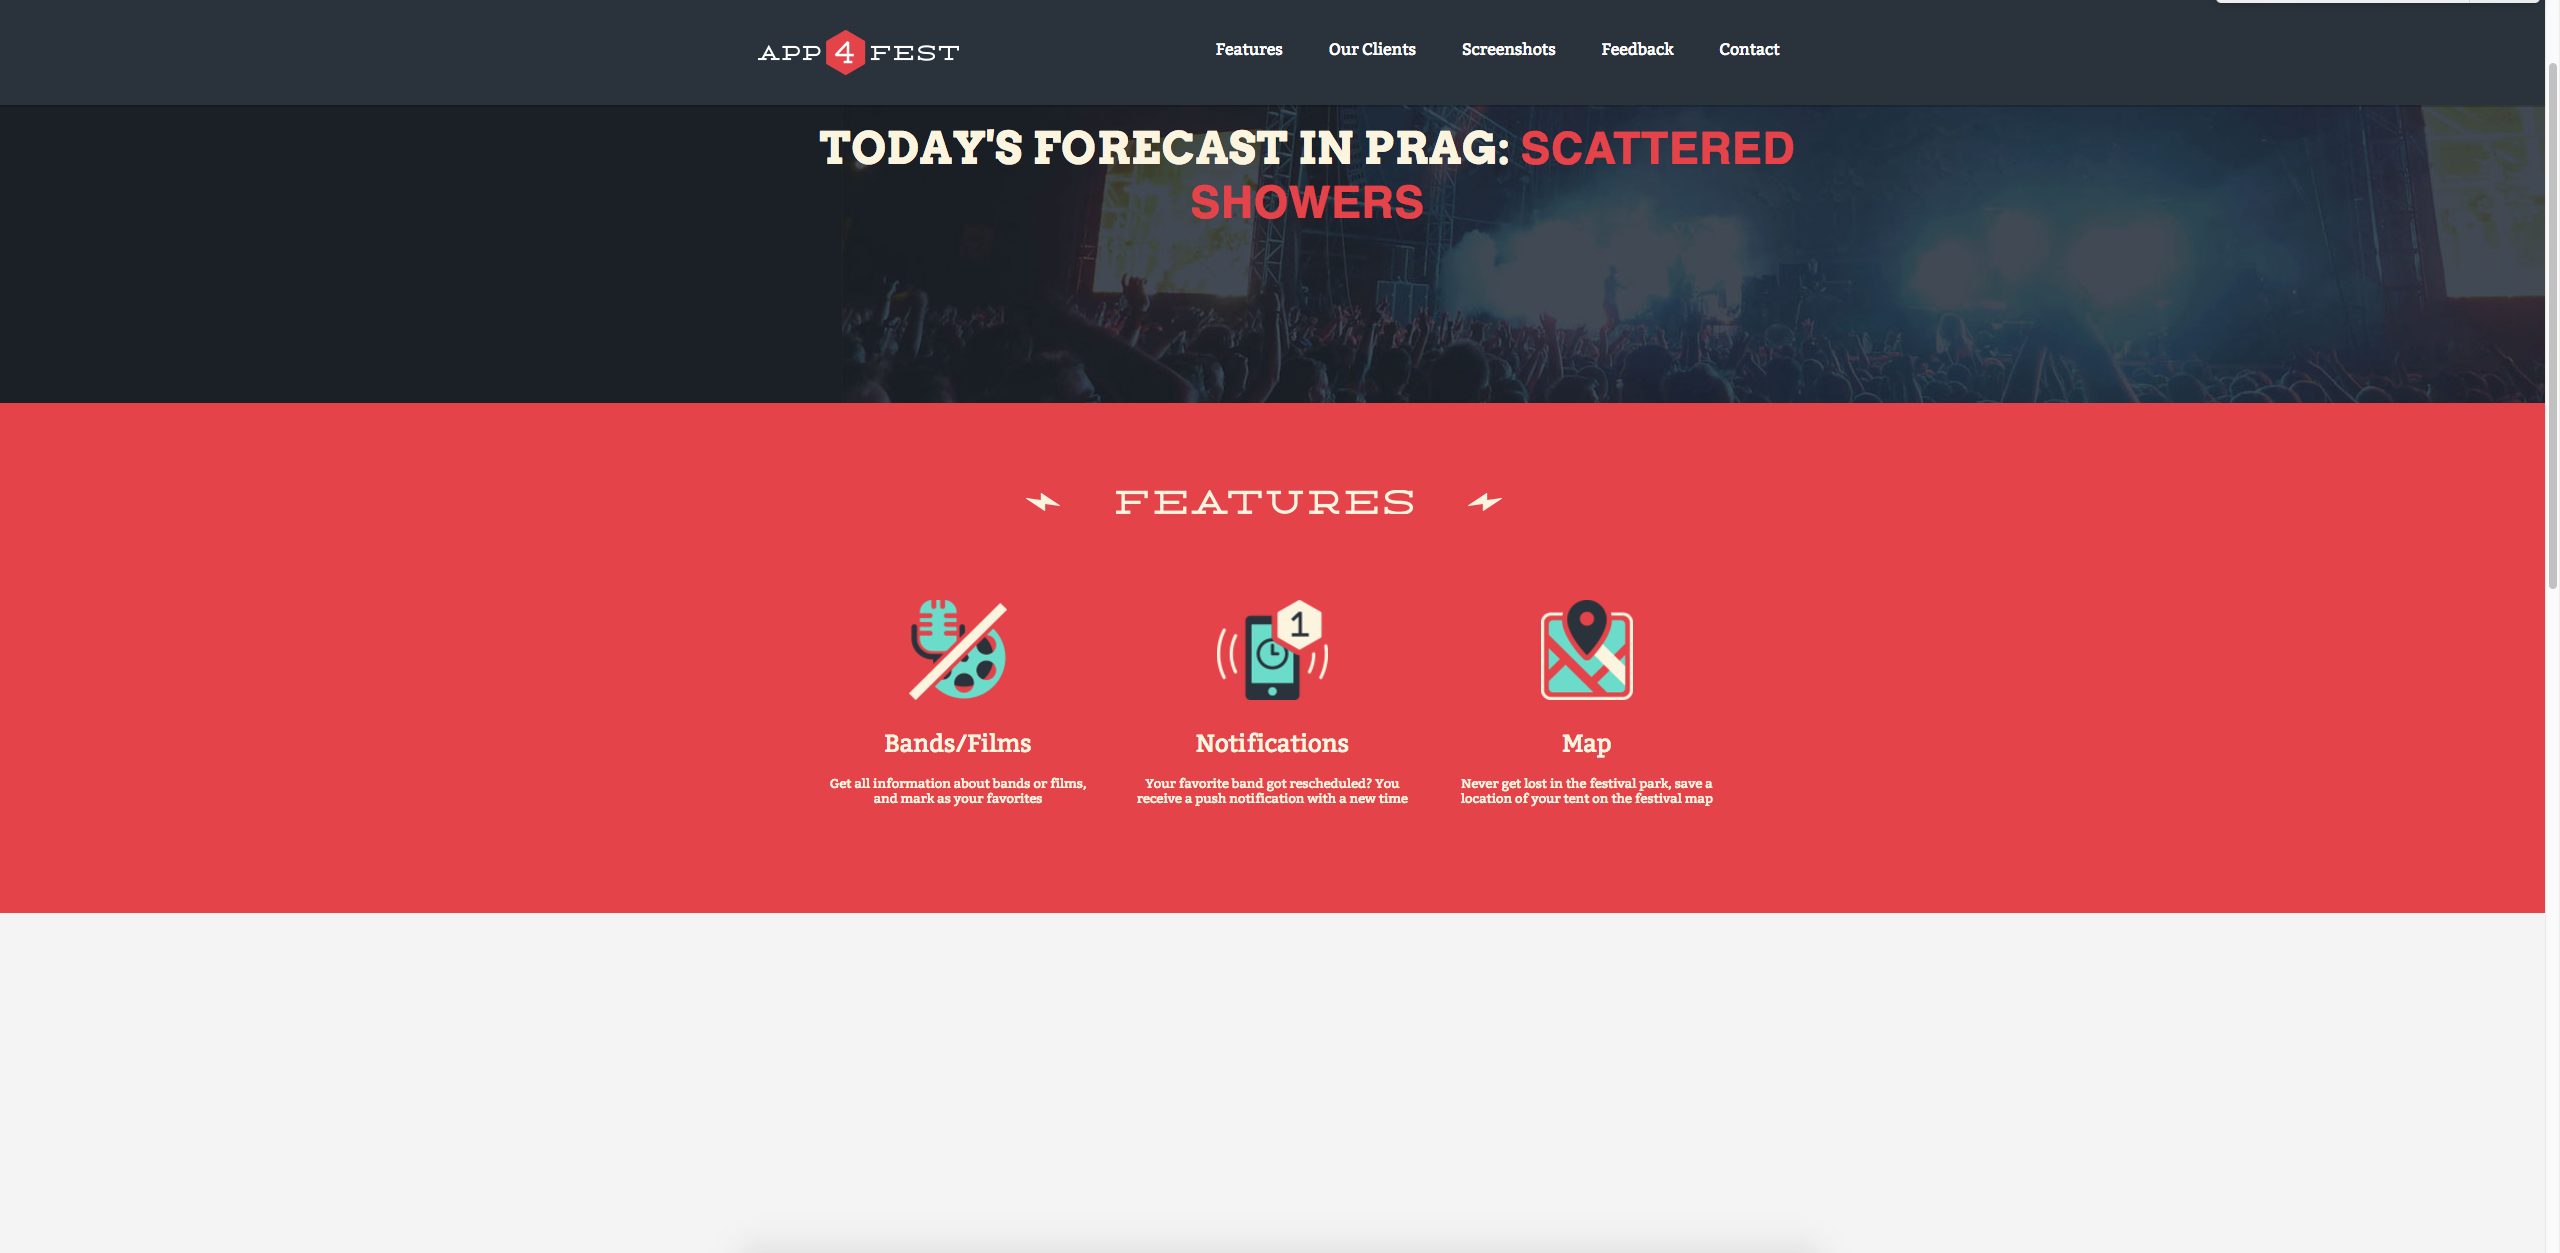 APP 4 FEST
Features Our Clients Screenshots Feedback Contact
TODAY'S FORECAST IN PRAG: SCATTERED
SHOWERS
FEATURES
1
Bands/Films
Get all information about bands or films,
and mark as your favorites
Notifications
Your favorite band got rescheduled? You
receive a push notification with a new time
Map
Never get lost in the festival park, save a
location of your tent on the festival map